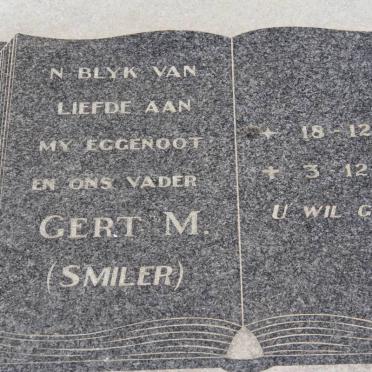 N BLYK VAN
LIEFDE AAN
MY EGGENOOT
EN ONS VADER
GERT M.
(SMILER)
18-12
+ 3-12
U WIL G